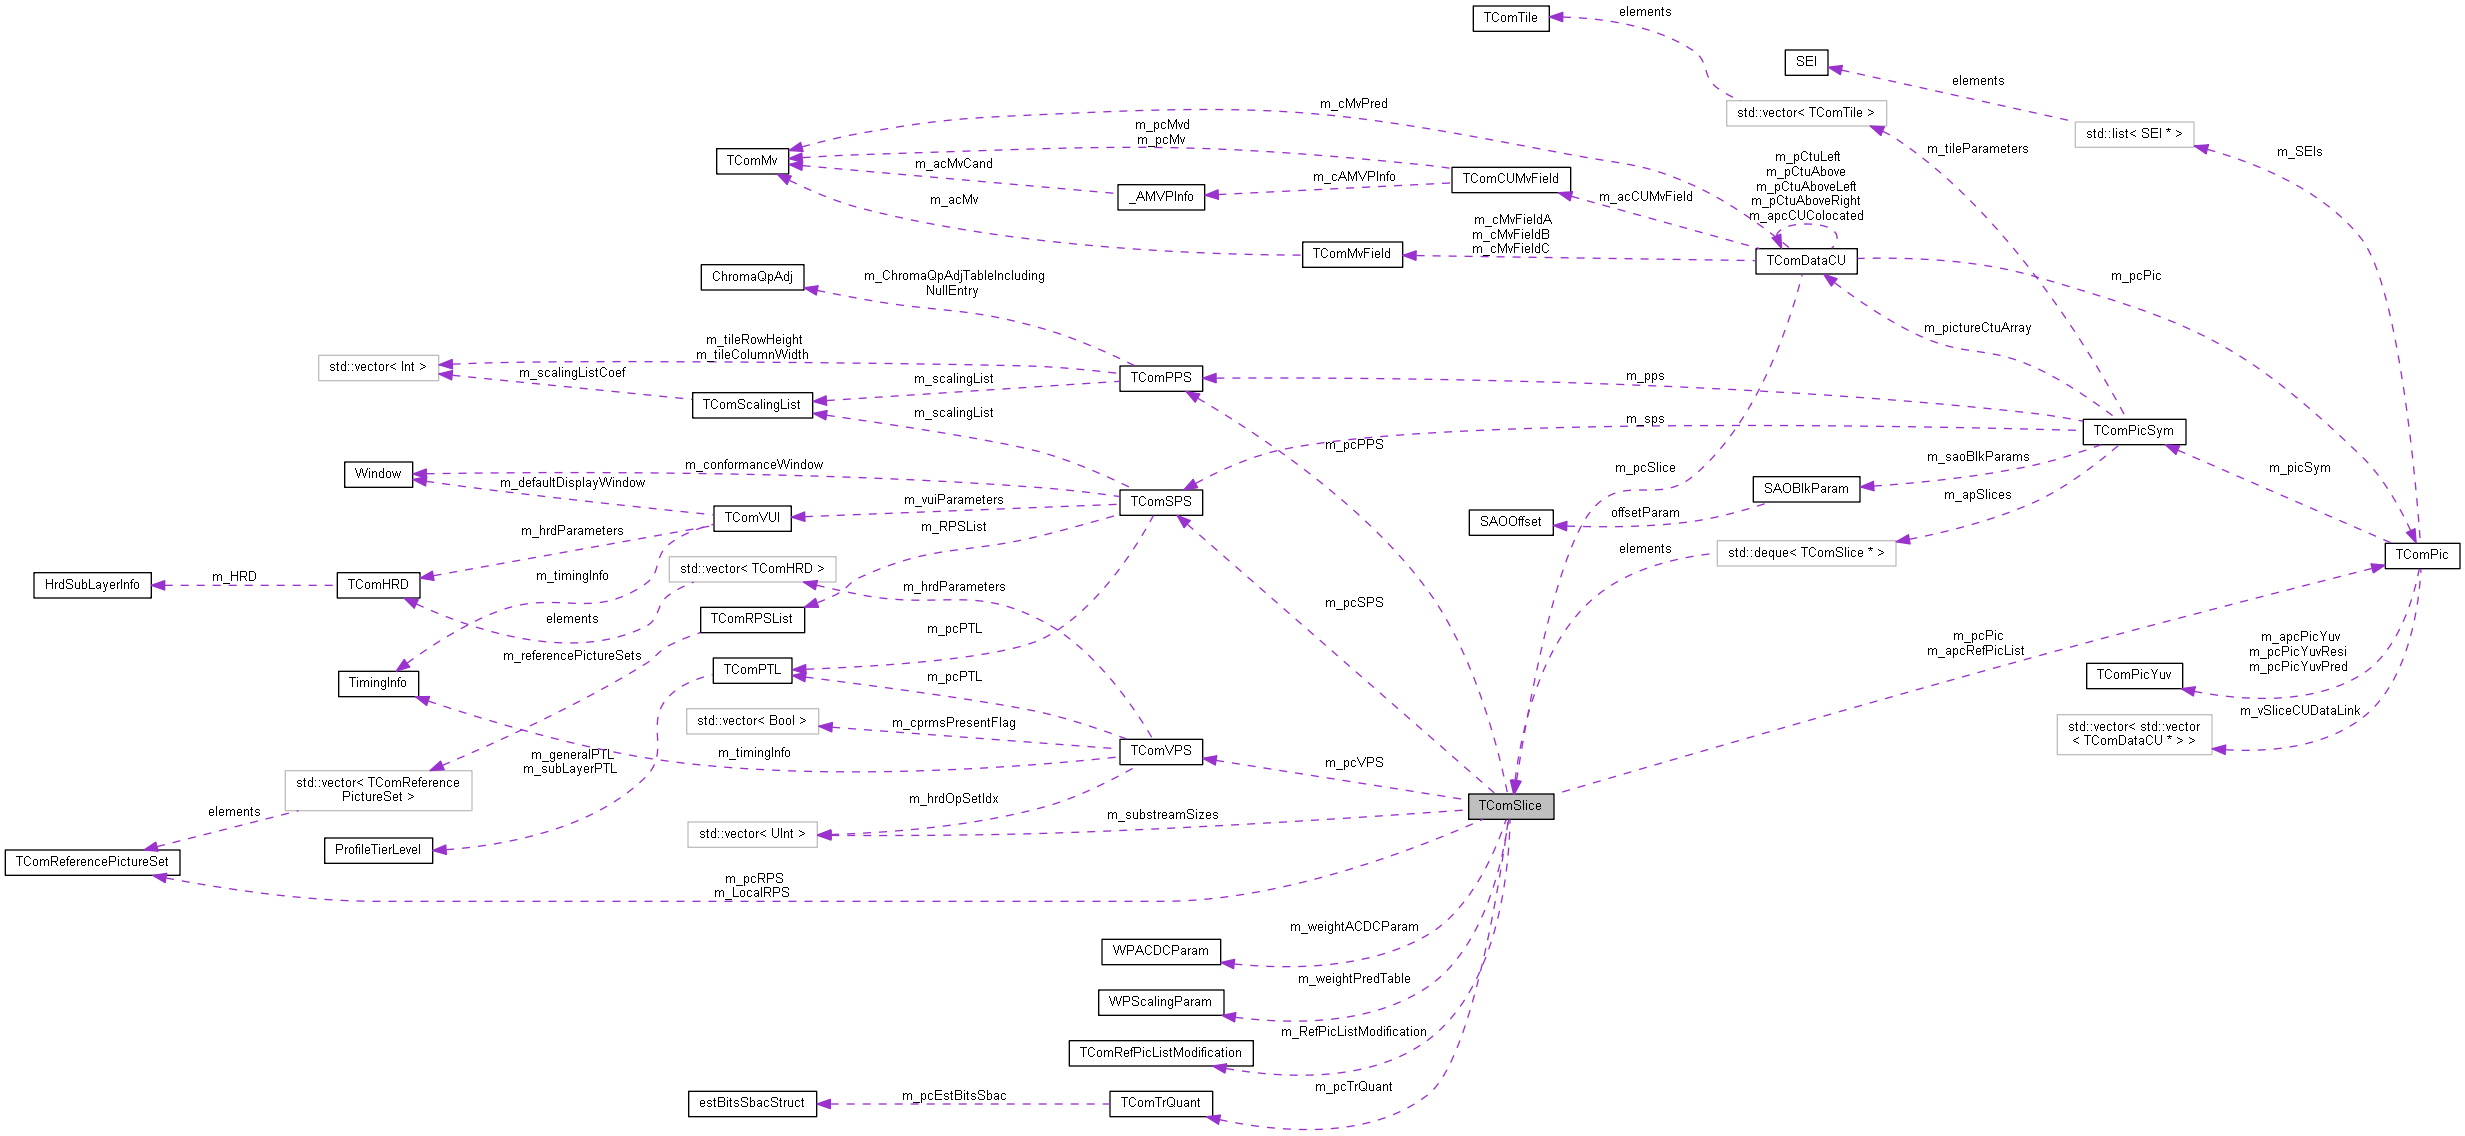 elements
TComTile
SEI
elements
m_cMvPred
std::vector< TComTile >
m_pcMvd
m_pcMv
std::list< SEI * >
m_tileParameters
m_SEIs
TComMv
m_acMvCand
m_pCtuLeft
m_pCtuAbove
m_pCtuAboveLeft
m_pCtuAboveRight
m_apcCUColocated
m_cAMVPInfo
TComCUMvField
_AMVPInfo
m_acMv
m_acCUMvField
m_cMvFieldA
m_cMvFieldB
m_cMvFieldC
TComMvField
TComDataCU
m_pcPic
ChromaQpAdj
m_ChromaQpAdjTableIncluding
NullEntry
m_pictureCtuArray
m_tileRowHeight
m_tileColumnWidth
std::vector< Int >
m_scalingListCoef
m_scalingList
TComPPS
m_pps
TComScalingList
m_scalingList
m_sps
TComPicSym
m_pcPPS
Window
m_conformanceWindow
m_defaultDisplayWindow
m_saoBlkParams
m_pcSlice
m_picSym
TComSPS
m_vuiParameters
SAOBlkParam
m_apSlices
TComVUI
m_RPSList
offsetParam
SAOOffset
m_hrdParameters
elements
std::deque< TComSlice * >
TComPic
std::vector< TComHRD >
m_timingInfo
m_HRD
HrdSubLayerInfo
TComHRD
m_hrdParameters
m_pcSPS
elements
TComRPSList
m_pcPTL
m_pcPic
m_apcRefPicList
m_apcPicYuv
m_pcPicYuvResi
m_pcPicYuvPred
m_referencePictureSets
TComPTL
m_pcPTL
TimingInfo
TComPicYuv
m_vSliceCUDataLink
std::vector< Bool >
m_cprmsPresentFlag
std::vector< std::vector
< TComDataCU * > >
m_generalPTL
m_subLayerPTL
m_timingInfo
TComVPS
m_pcVPS
std::vector< TComReference
PictureSet >
m_hrdOpSetIdx
TComSlice
elements
m_substreamSizes
std::vector< UInt >
ProfileTierLevel
TComReferencePictureSet
m_pcRPS
m_LocalRPS
m_weightACDCParam
WPACDCParam
m_weightPredTable
WPScalingParam
m_RefPicListModification
TComRefPicListModification
m_pcTrQuant
m_pcEstBitsSbac
estBitsSbacStruct
TComTrQuant